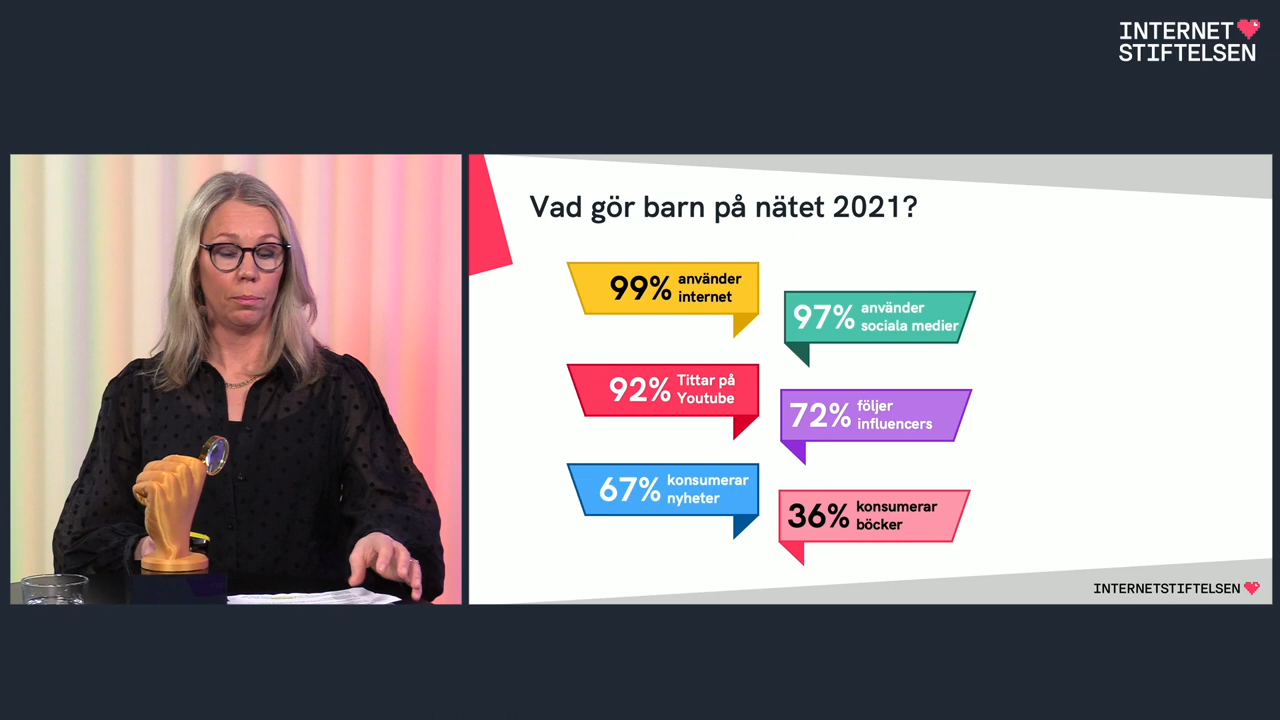 INTERNET
STIFTELSEN
Vad gör barn på nätet 2021?
99% använder
internet
97% använder
sociala medier
92% Tittar på
Youtube
72% följer
influencers
67% konsumerar
nyheter
36% konsumerar
böcker
INTERNETSTIFTELSEN